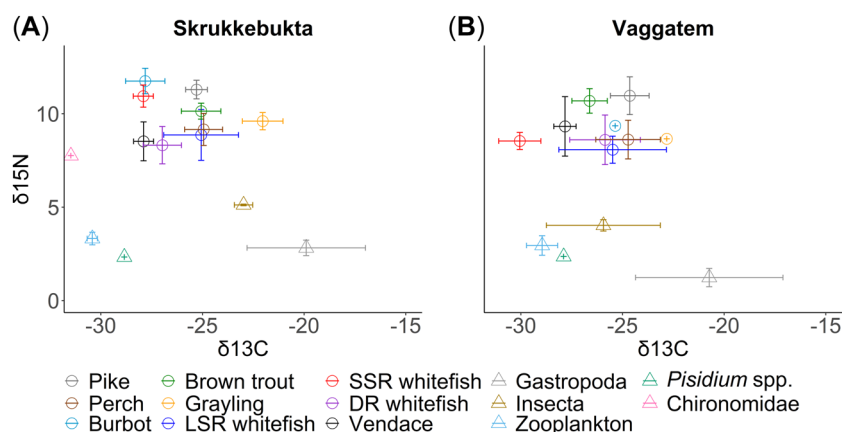 (A) Skrukkebukta (B) Vaggatem
10
5
0
δ15N
-30 -25 -20 -15 -30 -25 -20 -15
δ13C δ13C
Pike Brown trout SSR whitefish Gastropoda Pisidium spp.
Perch Grayling DR whitefish Insecta Chironomidae
Burbot LSR whitefish Vendace Zooplankton